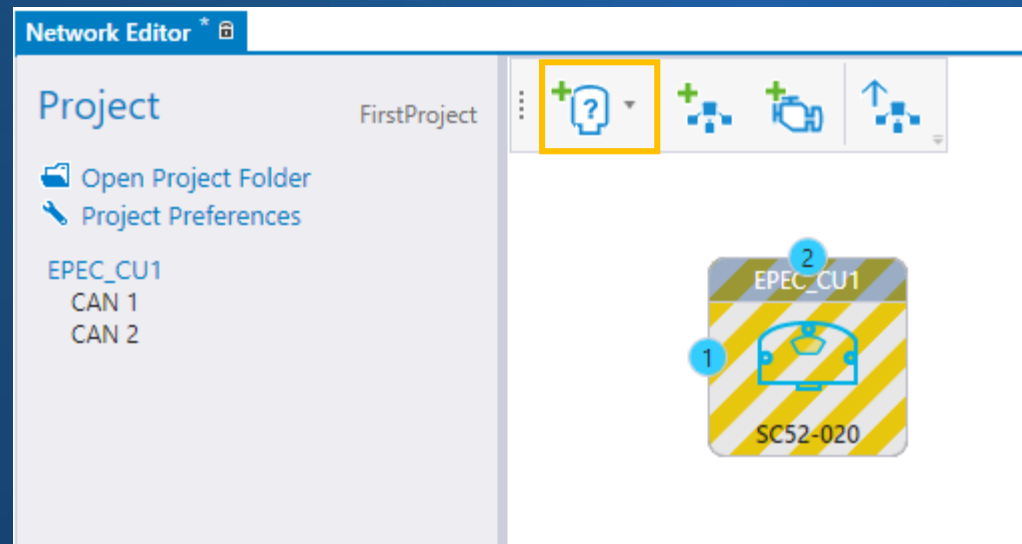 Network Editor *
Project
FirstProject
Open Project Folder
Project Preferences
EPEC_CU1
CAN 1
CAN 2
?
2
EPEC_CU1
1
SC52-020